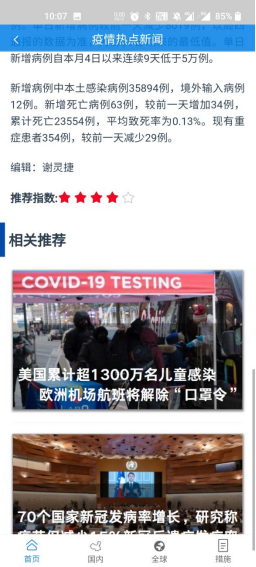 10:07
85%
疫情热点新闻
新增病例自本月4日以来连续9天低于5万例。
新增病例中本土感染病例35894例，境外输入病例
12例。新增死亡病例63例，较前一天增加34例，
累计死亡23554例，平均致死率为0.13%。现有重
症患者354例，较前一天减少29例。
编辑：谢灵捷
推荐指数:
相关推荐
COVID-19 TESTING
美国累计超1300万名儿童感染
欧洲机场航班将解除“口罩令”
70个国家新冠发病率增长，研究称
首页
国内
全球
措施